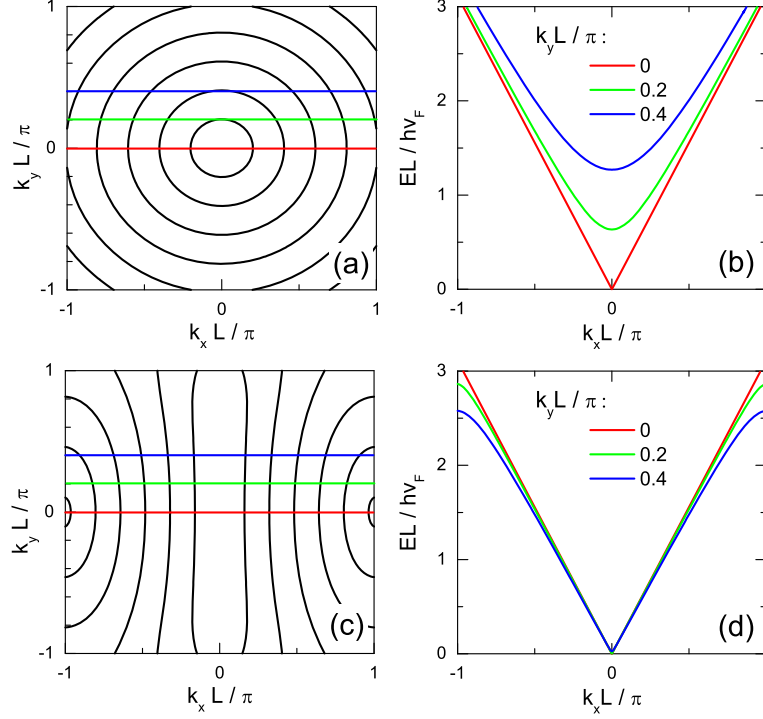 1
0
-1
k_y L / π
(a)
-1 0 1
k_x L / π
3
2
1
0
EL / hv_F
k_y L / π :
0
0.2
0.4
(b)
-1 0
k_x L / π
1
0
-1
k_y L / π
(c)
-1 0 1
k_x L / π
3
2
1
0
EL / hv_F
k_y L / π :
0
0.2
0.4
(d)
-1 0
k_x L / π